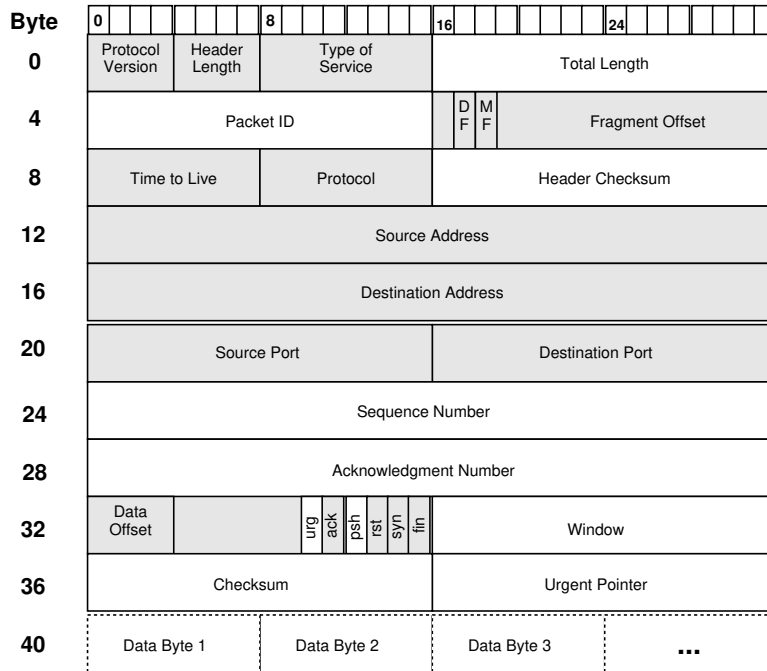 Byte 0 8 16 24
0 Protocol Version Header Length Type of Service Total Length
4 Packet ID DF MF Fragment Offset
8 Time to Live Protocol Header Checksum
12 Source Address
16 Destination Address
20 Source Port Destination Port
24 Sequence Number
28 Acknowledgment Number
32 Data Offset urg ack psh rst syn fin Window
36 Checksum Urgent Pointer
40 Data Byte 1 Data Byte 2 Data Byte 3 ...